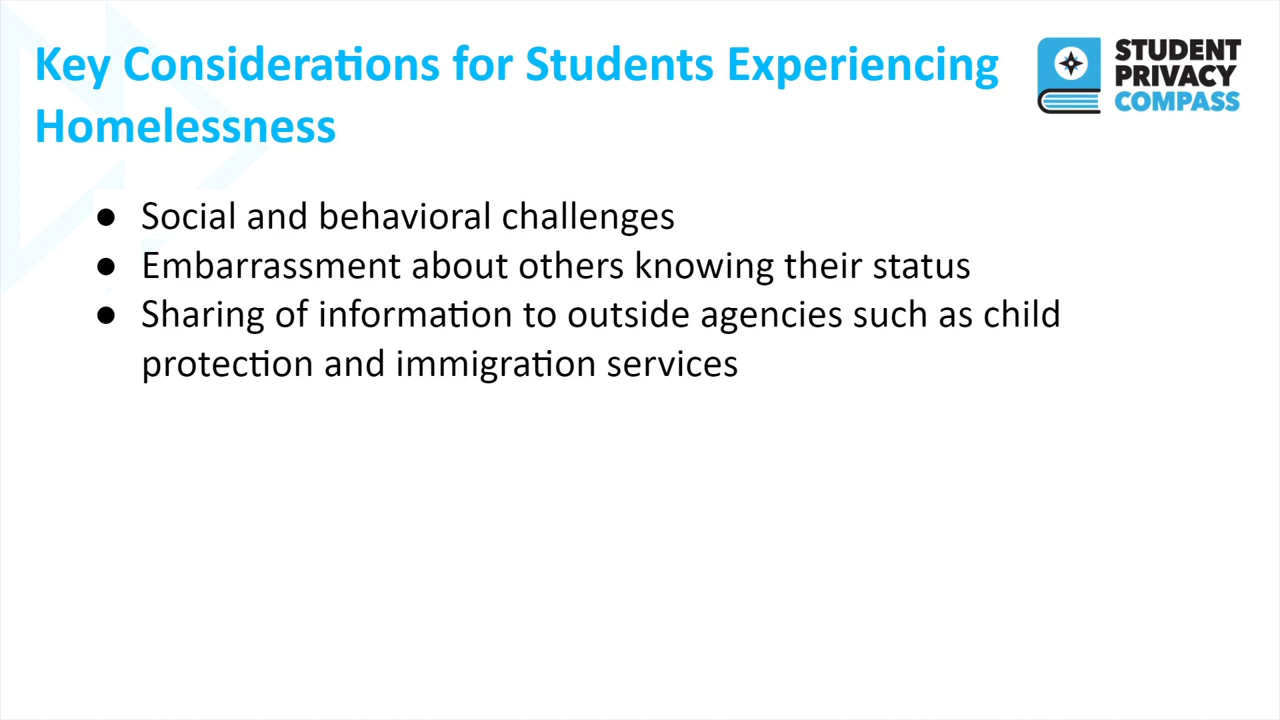 Key Considerations for Students Experiencing
Homelessness
STUDENT
PRIVACY
COMPASS
● Social and behavioral challenges
● Embarrassment about others knowing their status
● Sharing of information to outside agencies such as child
protection and immigration services